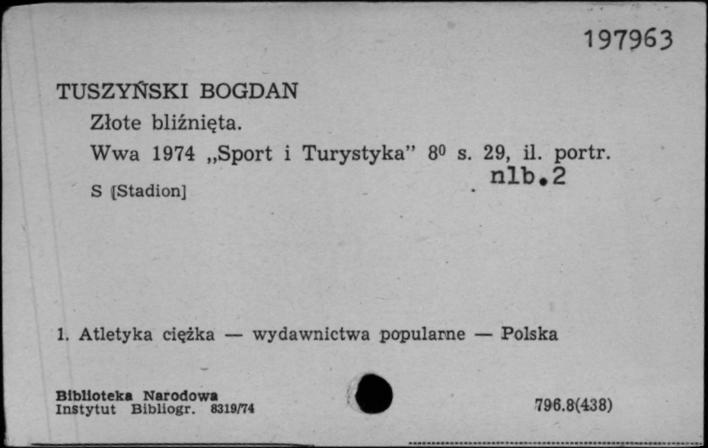 197963
TUSZYŃSKI BOGDAN
Złote bliźnięta.
Wwa 1974 „Sport i Turystyka” 8⁰ s. 29, il. portr.
nlb.2
S [Stadion]
1. Atletyka ciężka — wydawnictwa popularne — Polska
Biblioteka Narodowa
Instytut Bibliogr. 8319/74
796.8(438)